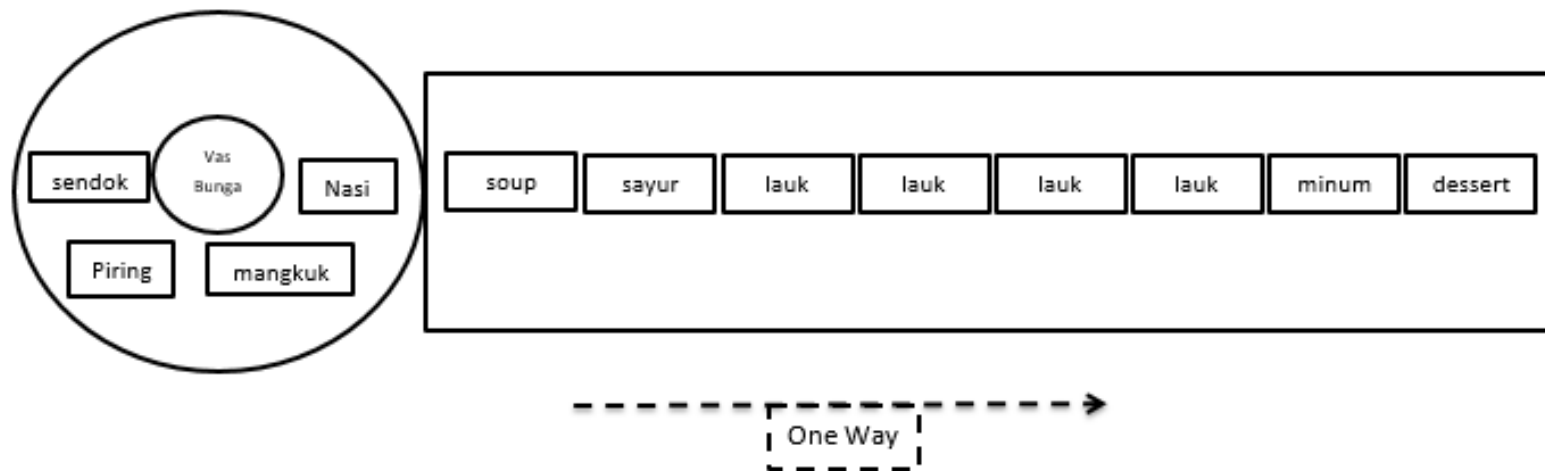 Vas
Bunga
sendok
Nasi
Piring
mangkuk
soup
sayur
lauk
lauk
lauk
lauk
minum
dessert
One Way